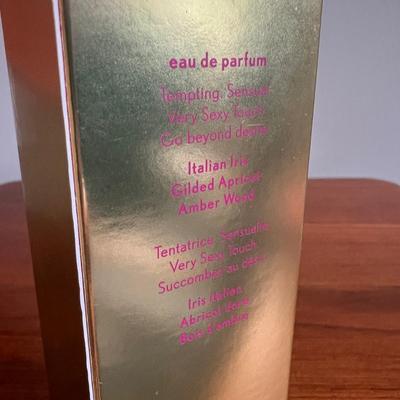 eau de parfum
Tempting. Sensual
Very Sexy Touch
Go beyond desire
Italian Iris
Gilded Apricot
Amber Wood
Tentatrice. Sensuelle
Very Sexy Touch
Succombez au désir
Iris italien
Abricot doré
Bois d'ambre